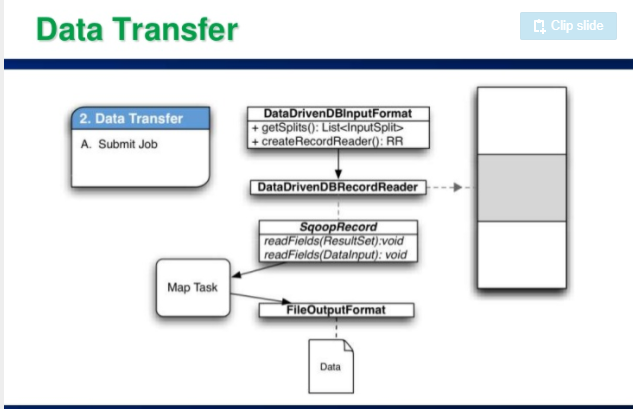 Data Transfer
Clip slide
2. Data Transfer
A. Submit Job
DataDrivenDBInputFormat
+ getSplits(): List<InputSplit>
+ createRecordReader(): RR
DataDrivenDBRecordReader
SqoopRecord
readFields(ResultSet):void
readFields(DataInput): void
Map Task
FileOutputFormat
Data